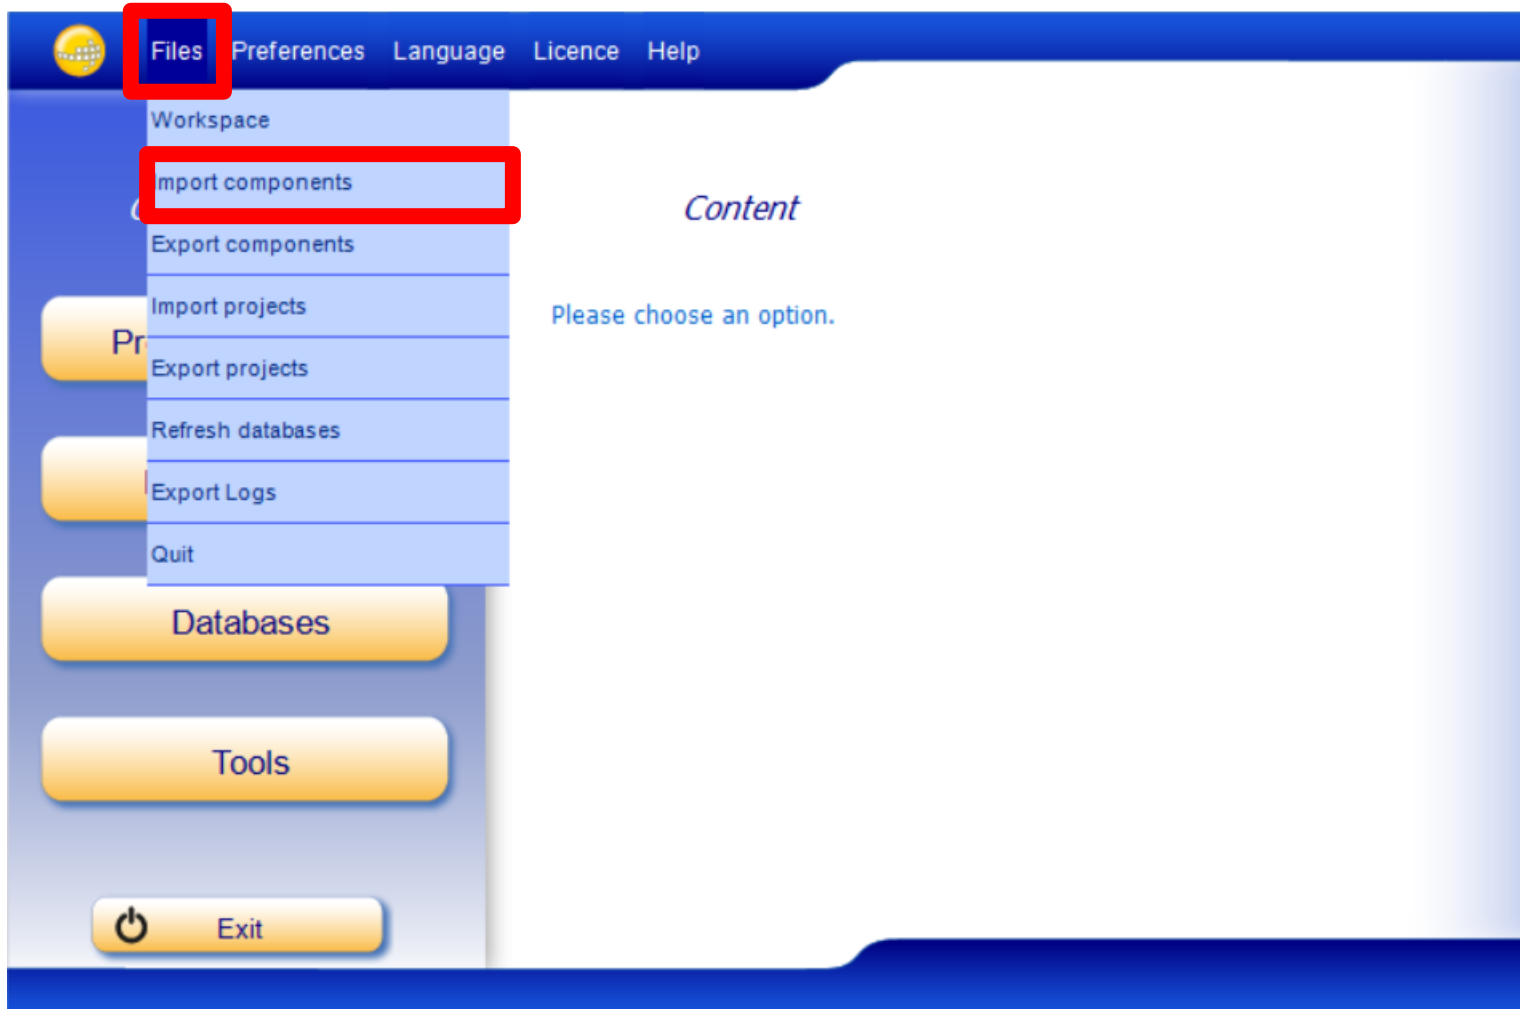 Files Preferences Language Licence Help
Workspace
Import components
Content
Export components
Import projects
Please choose an option.
Export projects
Refresh databases
Export Logs
Quit
Databases
Tools
Exit